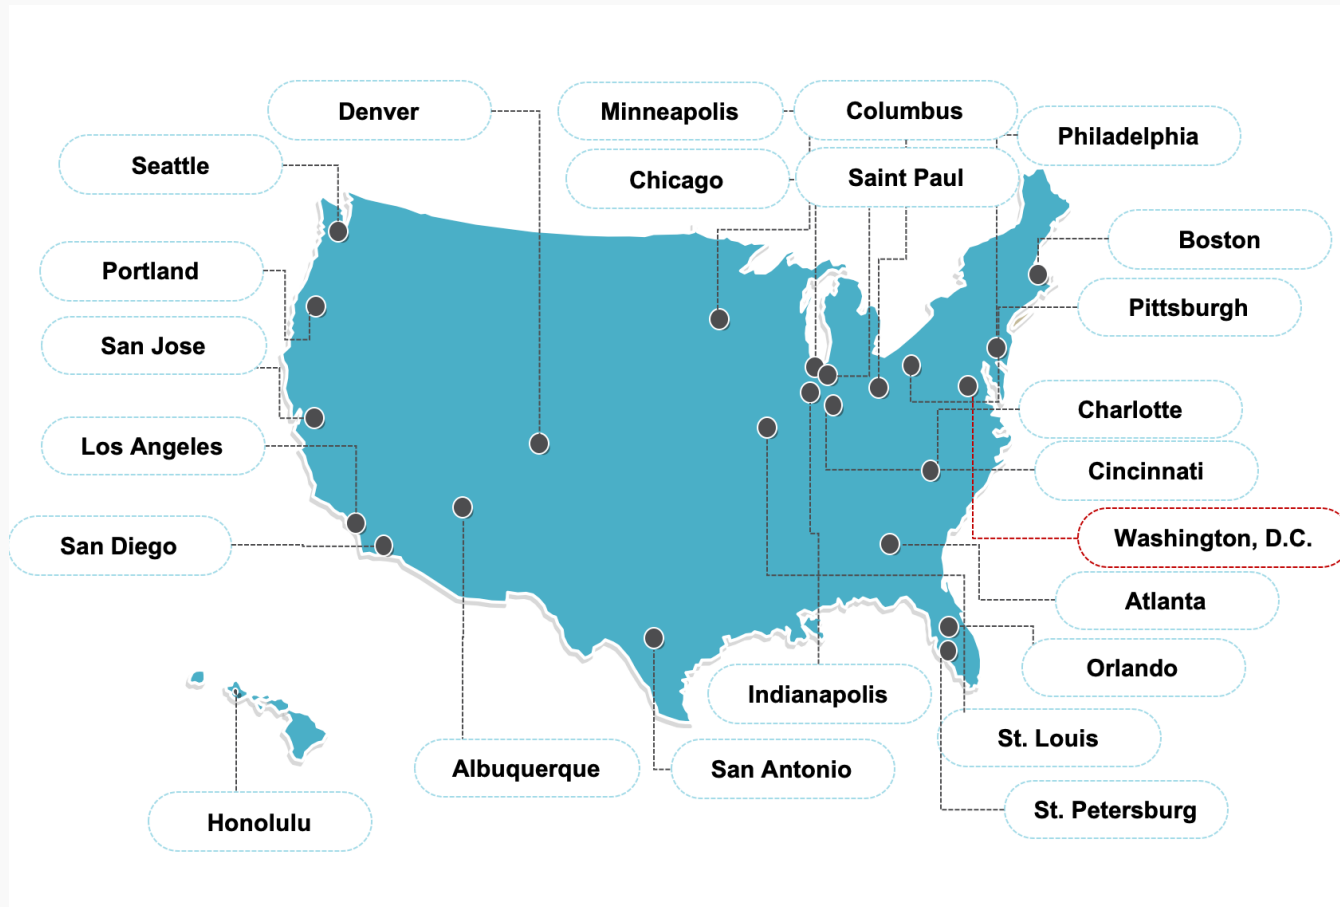 Denver
Minneapolis
Columbus
Philadelphia
Seattle
Chicago
Saint Paul
Boston
Portland
Pittsburgh
San Jose
Charlotte
Los Angeles
Cincinnati
San Diego
Washington, D.C.
Atlanta
Orlando
Indianapolis
St. Louis
Albuquerque
San Antonio
St. Petersburg
Honolulu